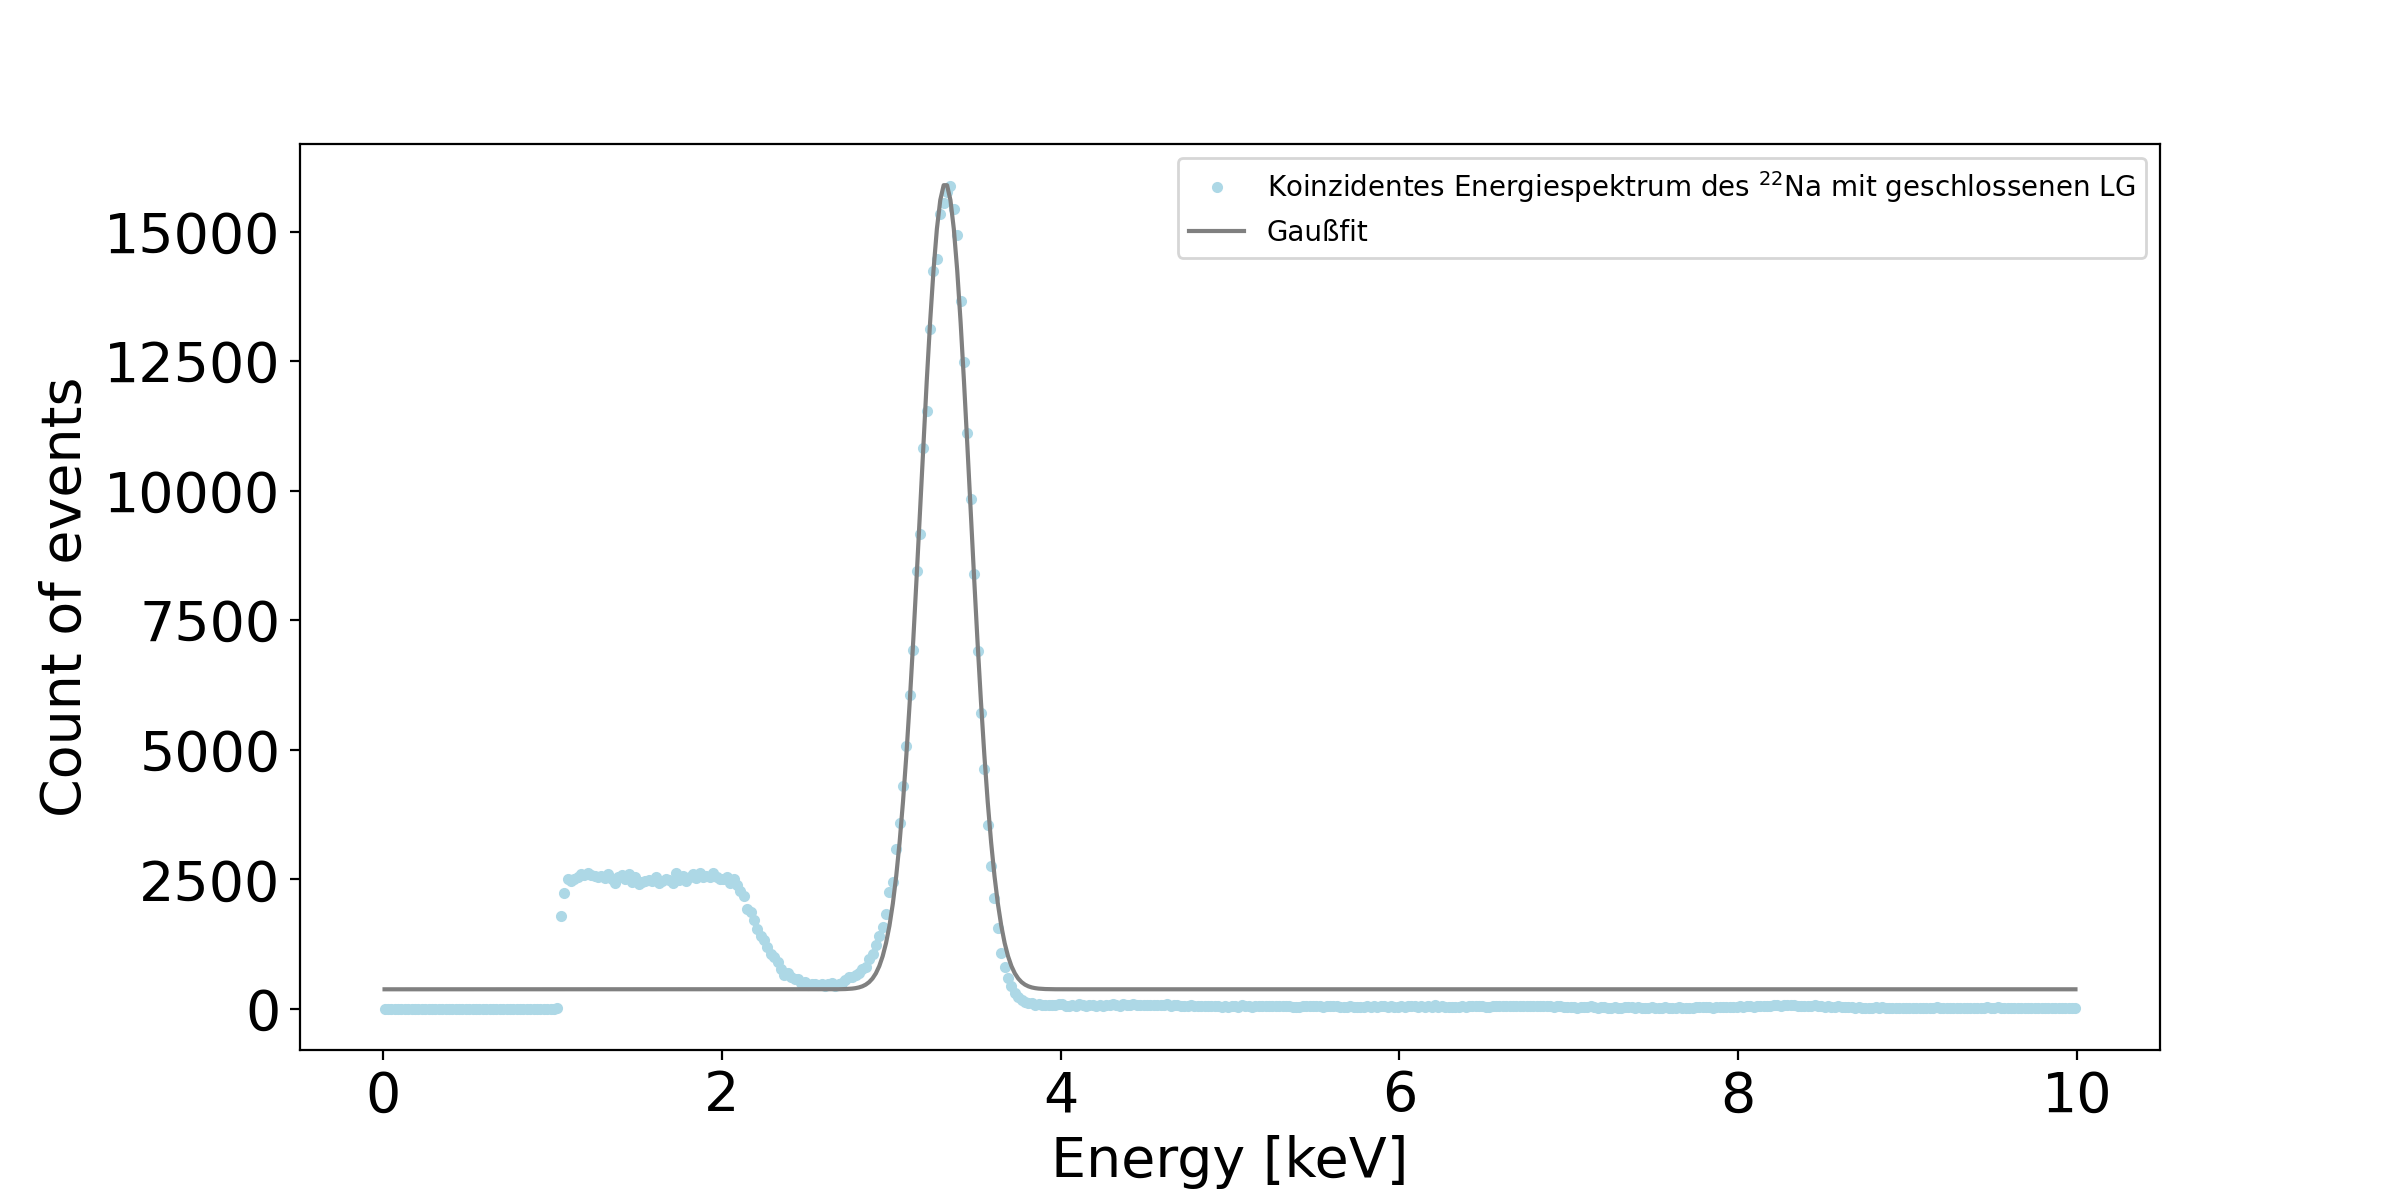 Koinzidentes Energiespektrum des ²²Na mit geschlossenen LG
Gaußfit
Count of events
15000
12500
10000
7500
5000
2500
0
0 2 4 6 8 10
Energy [keV]